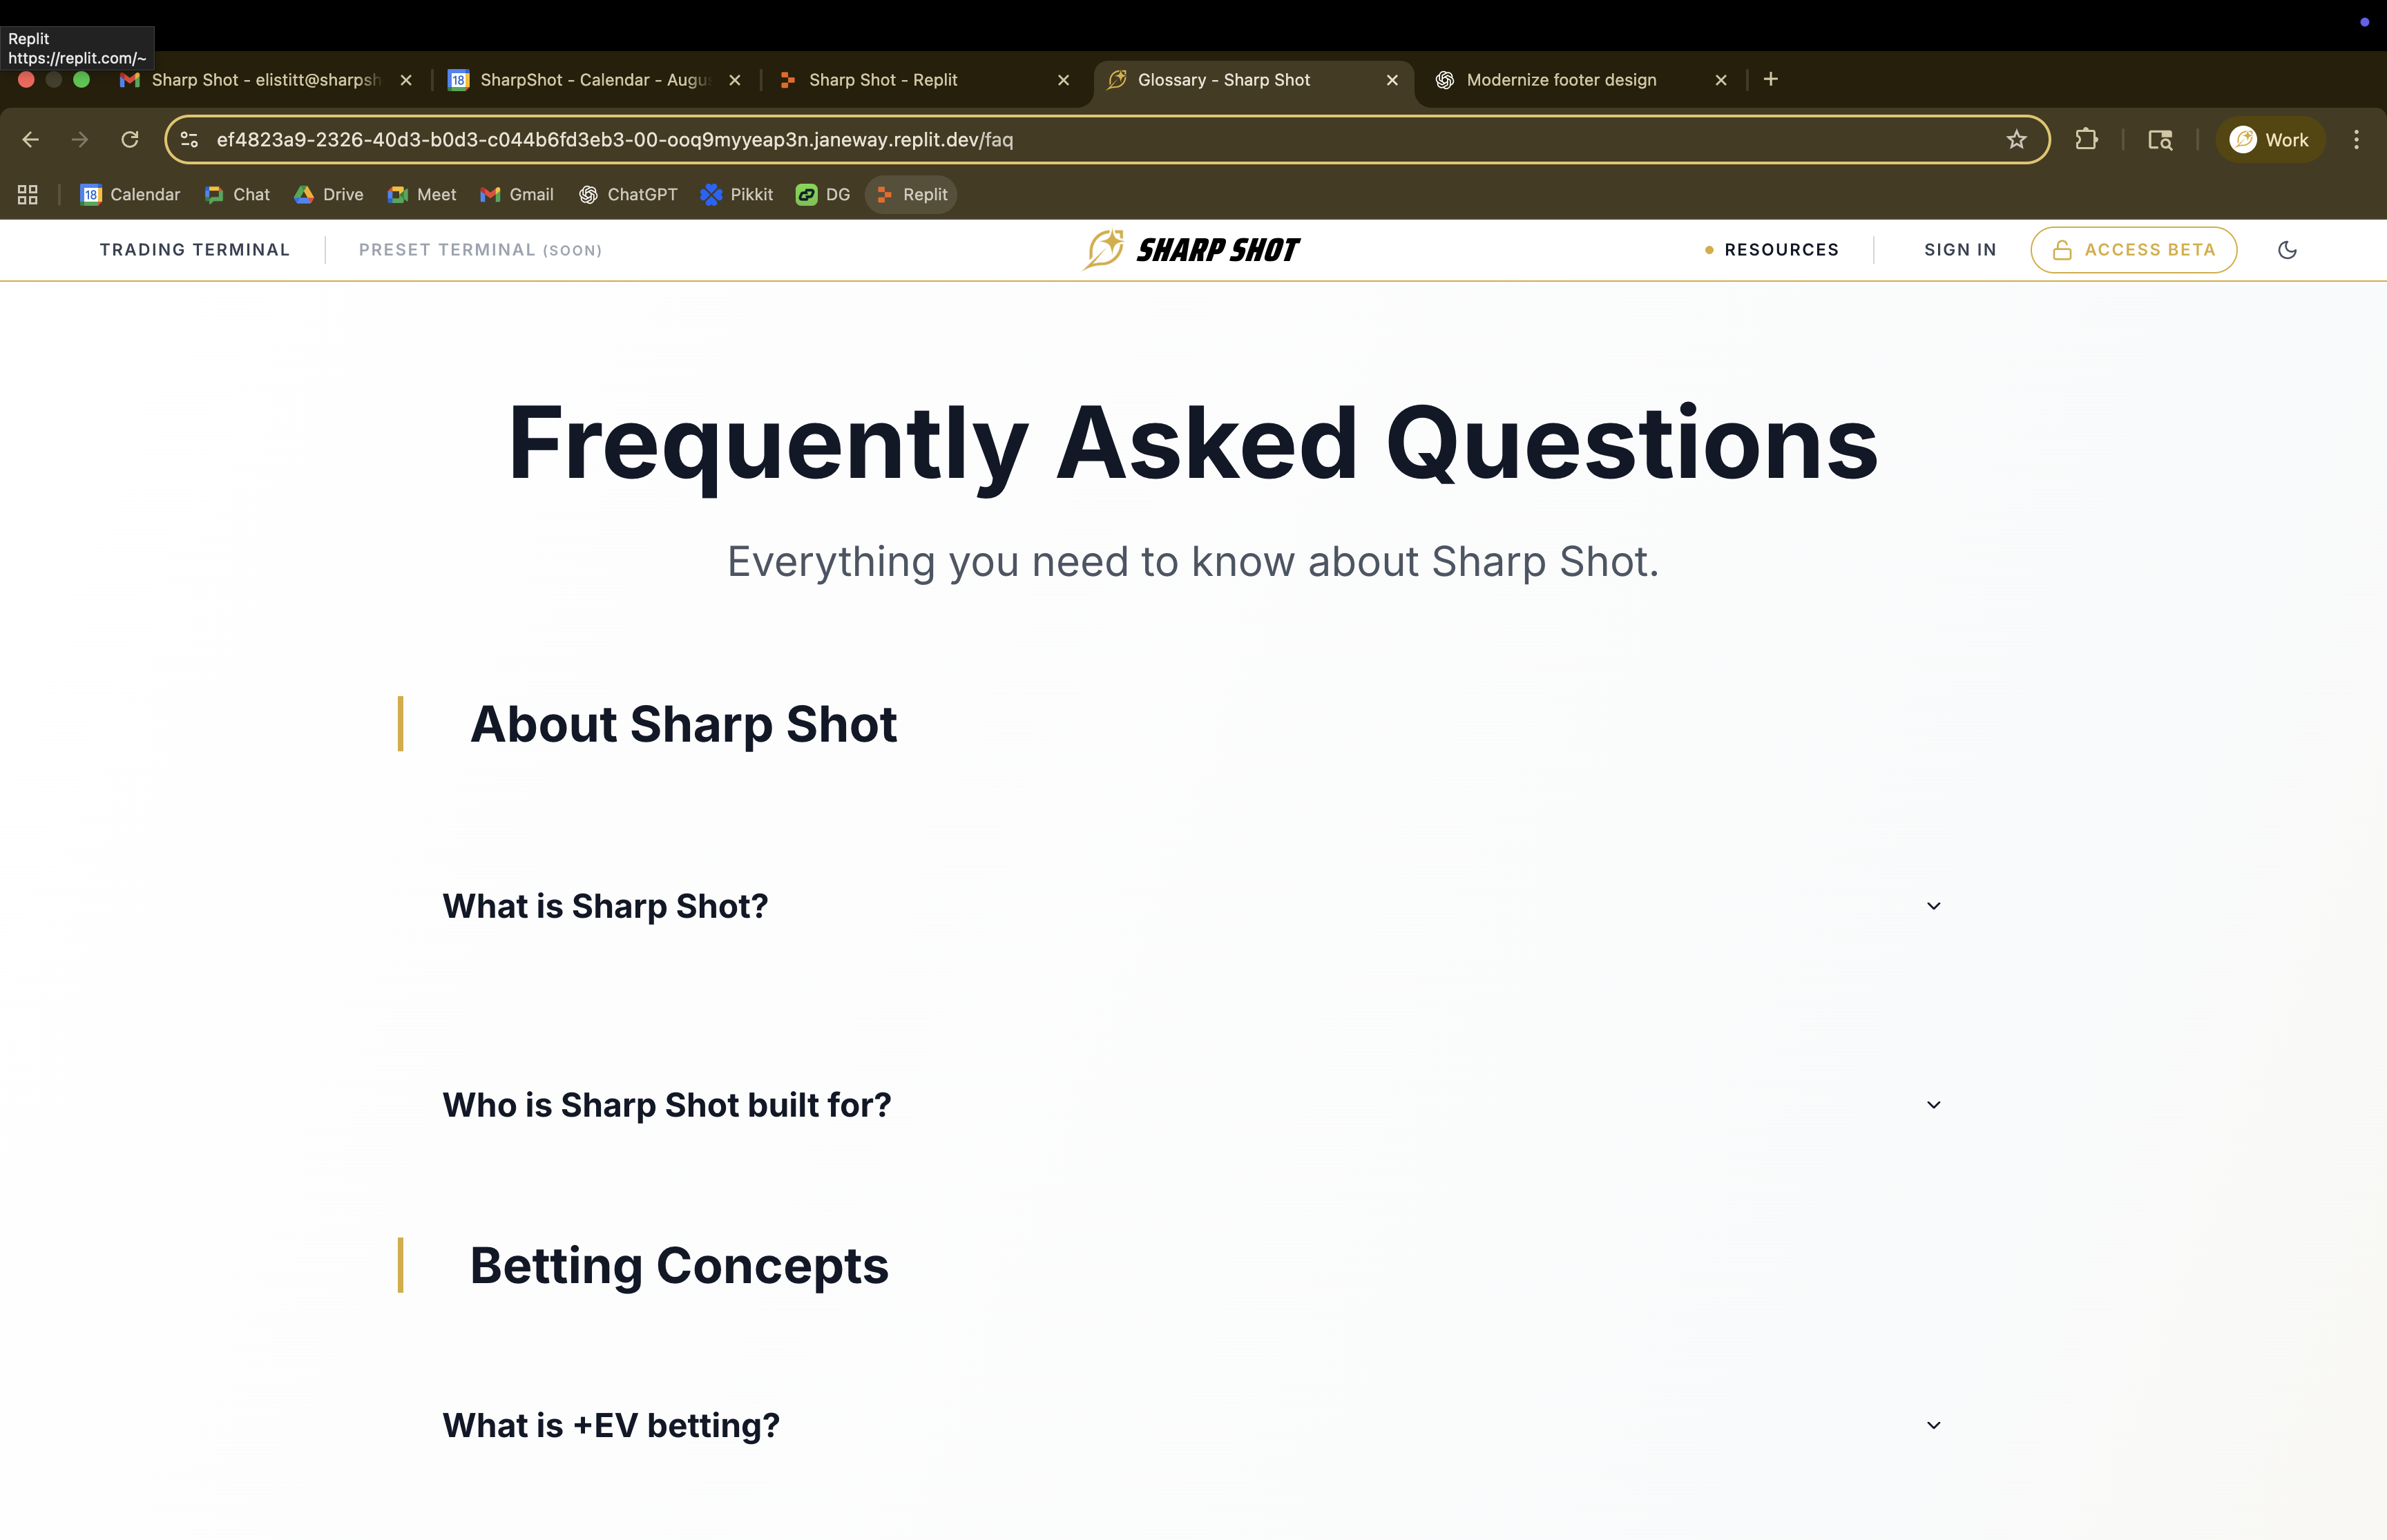 Replit
https://replit.com/~
Sharp Shot - elistitt@sharpsh
18
SharpShot - Calendar - Augu
Sharp Shot - Replit
Glossary - Sharp Shot
Modernize footer design
ef4823a9-2326-40d3-b0d3-c044b6fd3eb3-00-ooq9myyeap3n.janeway.replit.dev/faq
Work
18
Calendar
Chat
Drive
Meet
Gmail
ChatGPT
Pikkit
DG
Replit
TRADING TERMINAL
PRESET TERMINAL (SOON)
SHARP SHOT
RESOURCES
SIGN IN
ACCESS BETA
Frequently Asked Questions
Everything you need to know about Sharp Shot.
About Sharp Shot
What is Sharp Shot?
Who is Sharp Shot built for?
Betting Concepts
What is +EV betting?